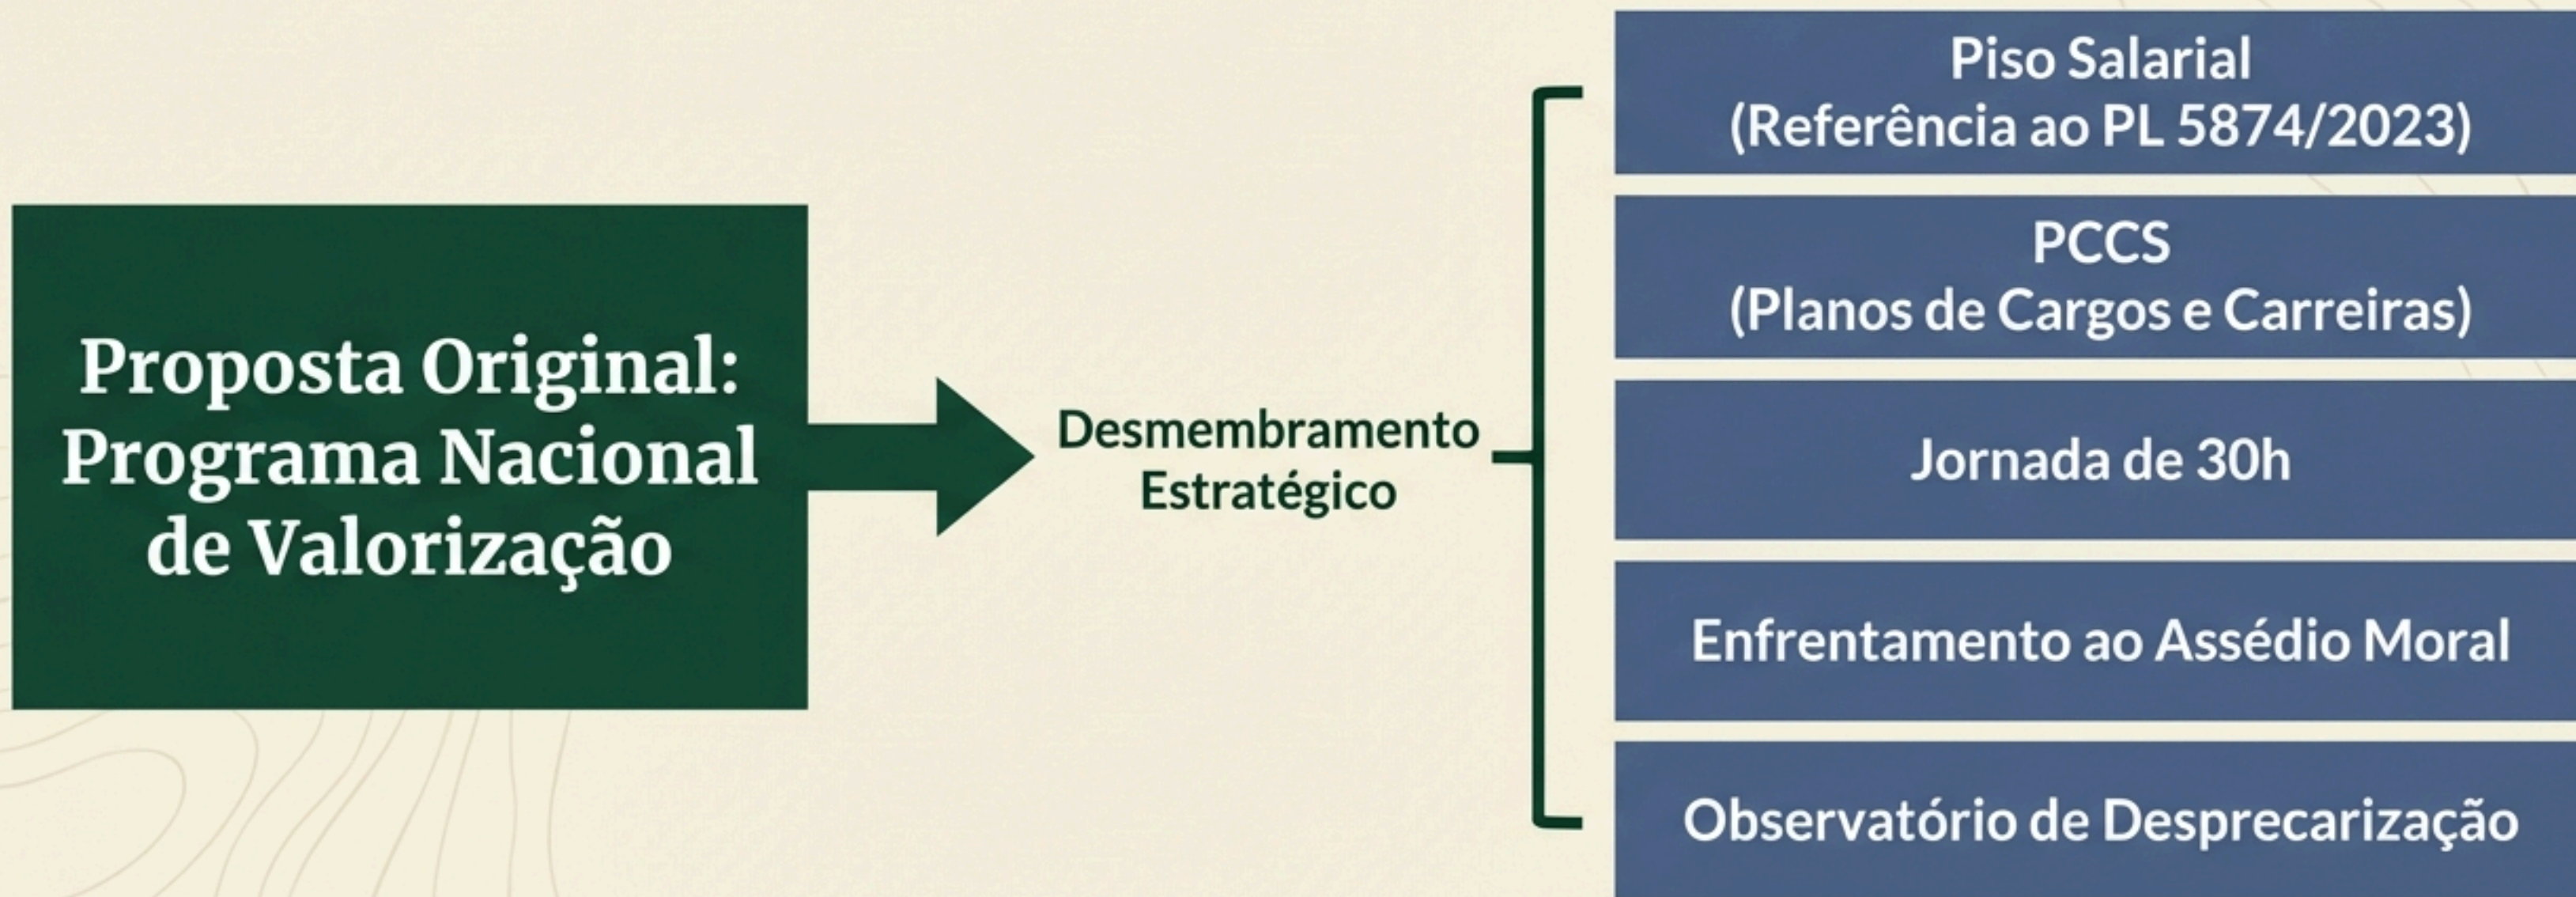 Proposta Original:
Programa Nacional
de Valorização
Desmembramento
Estratégico
Piso Salarial
(Referência ao PL 5874/2023)
PCCS
(Planos de Cargos e Carreiras)
Jornada de 30h
Enfrentamento ao Assédio Moral
Observatório de Desprecarização